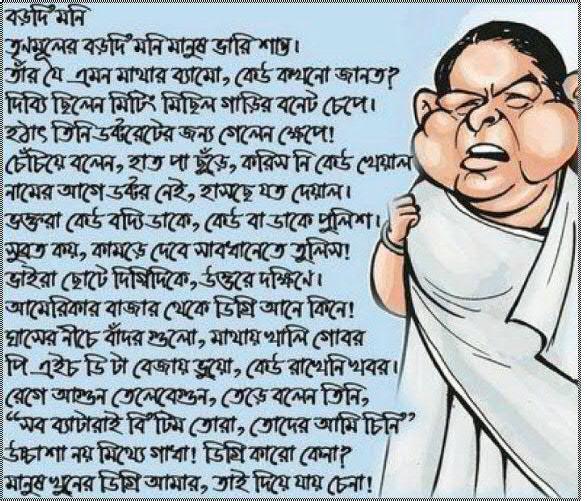 বড়দি মনি
তৃণমূলের বড়দি মনি মানুষ ভারি শান্ত।
তাঁর যে এমন মাথার ব্যামো, কেউ কখনো জানত?
দিব্যি ছিলেন মিটিং মিছিল গাড়ির বনেট চেপে।
হঠাৎ তিনি ডক্টরেটের জন্য গেলেন ক্ষেপে!
চেঁচিয়ে বলেন, হাত পা ছুঁড়ে, করিস নি কেউ খেয়াল
নামের আগে ডক্টর নেই, হাসছে যত দেয়াল।
ভক্তরা কেউ বদ্যি ডাকে, কেউ বা ডাকে পুলিশ।
সুব্রত কয়, কামড়ে দেবে সাবধানেতে তুলিস!
ভাইরা ছোটে দিগ্বিদিকে, উত্তরে দক্ষিণে।
আমেরিকার বাজার থেকে ডিগ্রি আনে কিনে!
ঘাসের নীচে বাঁদর গুলো, মাথায় খালি গোবর
পি এইচ ডি টা বেজায় ভুয়ো, কেউ রাখেনি খবর।
রেগে আগুন তেলেবেগুন, তেড়ে বলেন তিনি,
“সব ব্যাটারাই বি'টিম তোরা, তোদের আমি চিনি”
উচ্চাশা নয় মিথ্যে গাধা! ডিগ্রি কারো কেনা?
মানুষ খুনের ডিগ্রি আমার, তাই দিয়ে যায় চেনা!